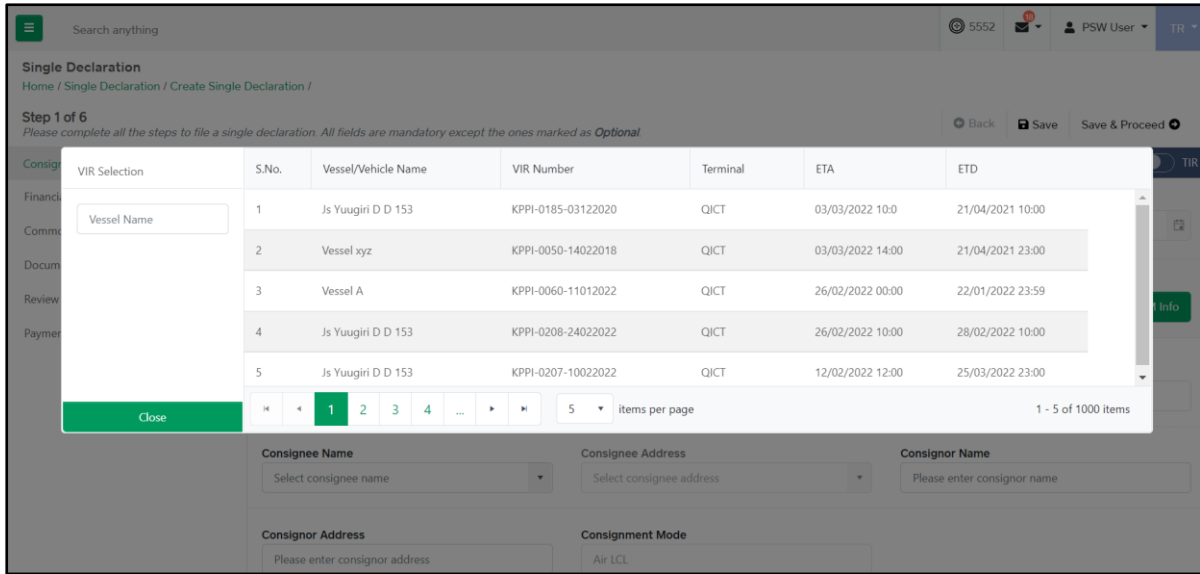 Search anything
5552
18
PSW User
TR
Single Declaration
Home / Single Declaration / Create Single Declaration /
Step 1 of 6
Please complete all the steps to file a single declaration. All fields are mandatory except the ones marked as Optional.
Back Save Save & Proceed
TIR
Financi
Docum
Review
Paymen
Info
VIR Selection
Vessel Name
Close
S.No. Vessel/Vehicle Name VIR Number Terminal ETA ETD
1 Js Yuugiri D D 153 KPPI-0185-03122020 QICT 03/03/2022 10:0 21/04/2021 10:00
2 Vessel xyz KPPI-0050-14022018 QICT 03/03/2022 14:00 21/04/2021 23:00
3 Vessel A KPPI-0060-11012022 QICT 26/02/2022 00:00 22/01/2022 23:59
4 Js Yuugiri D D 153 KPPI-0208-24022022 QICT 26/02/2022 10:00 28/02/2022 10:00
5 Js Yuugiri D D 153 KPPI-0207-10022022 QICT 12/02/2022 12:00 25/03/2022 23:00
1 2 3 4 ... 5 items per page 1 - 5 of 1000 items
Consignee Name Consignee Address Consignor Name
Select consignee name Select consignee address Please enter consignor name
Consignor Address Consignment Mode
Please enter consignor address Air LCL